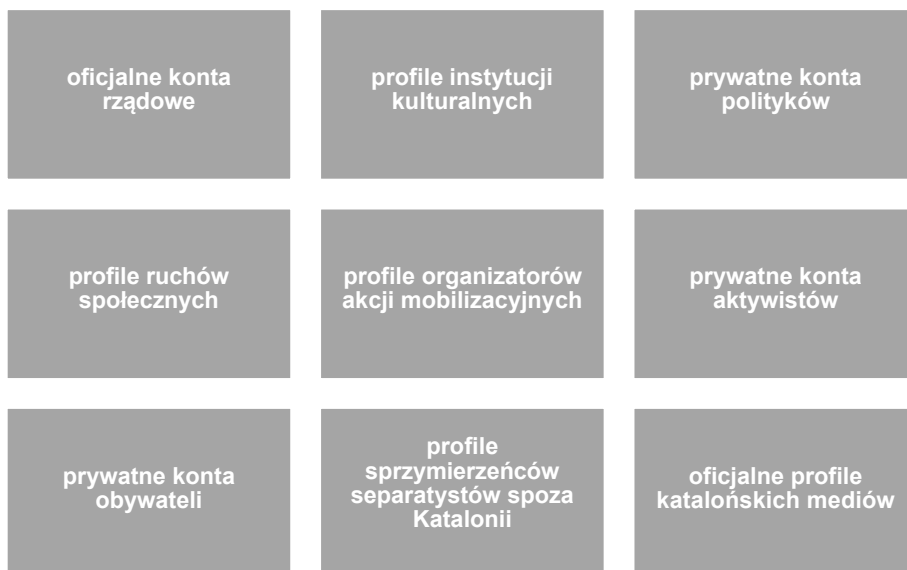 oficjalne konta
rządowe
profile instytucji
kulturalnych
prywatne konta
polityków
profile ruchów
społecznych
profile organizatorów
akcji mobilizacyjnych
prywatne konta
aktywistów
prywatne konta
obywateli
profile
sprzymierzeńców
separatystów spoza
Katalonii
oficjalne profile
katalońskich mediów